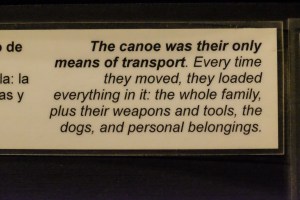 o de
la: la
as y
The canoe was their only
means of transport. Every time
they moved, they loaded
everything in it: the whole family,
plus their weapons and tools, the
dogs, and personal belongings.